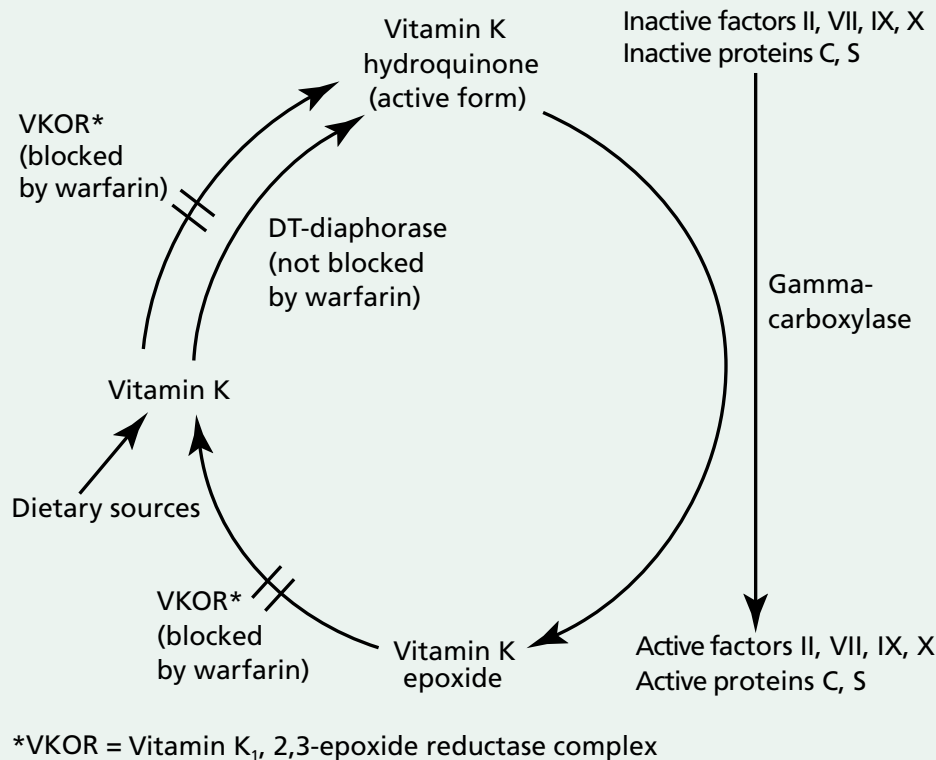 Vitamin K
hydroquinone
(active form)
Inactive factors II, VII, IX, X
Inactive proteins C, S
VKOR*
(blocked
by warfarin)
DT-diaphorase
(not blocked
by warfarin)
Gamma-
carboxylase
Vitamin K
Dietary sources
VKOR*
(blocked
by warfarin)
Vitamin K
epoxide
Active factors II, VII, IX, X
Active proteins C, S
*VKOR = Vitamin K₁, 2,3-epoxide reductase complex